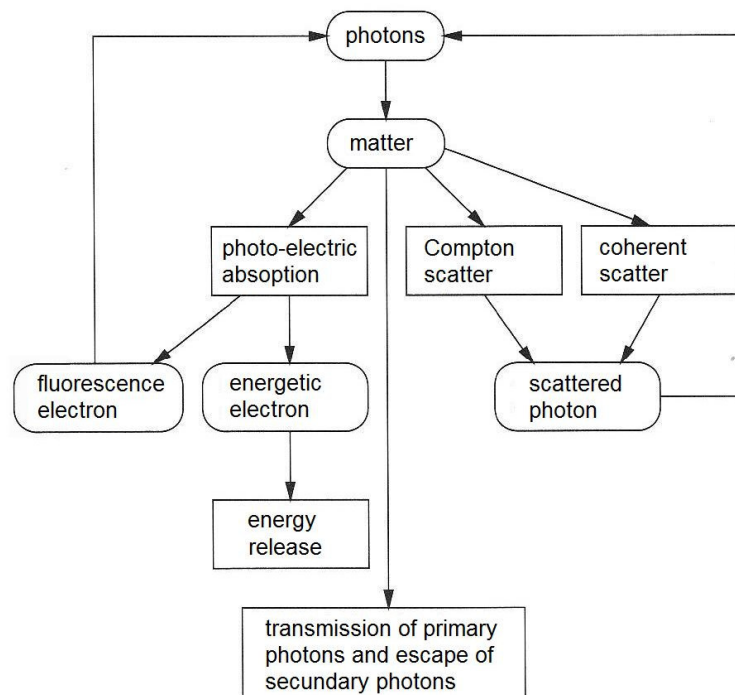 photons
matter
photo-electric
absoption
Compton
scatter
coherent
scatter
fluorescence
electron
energetic
electron
scattered
photon
energy
release
transmission of primary
photons and escape of
secundary photons